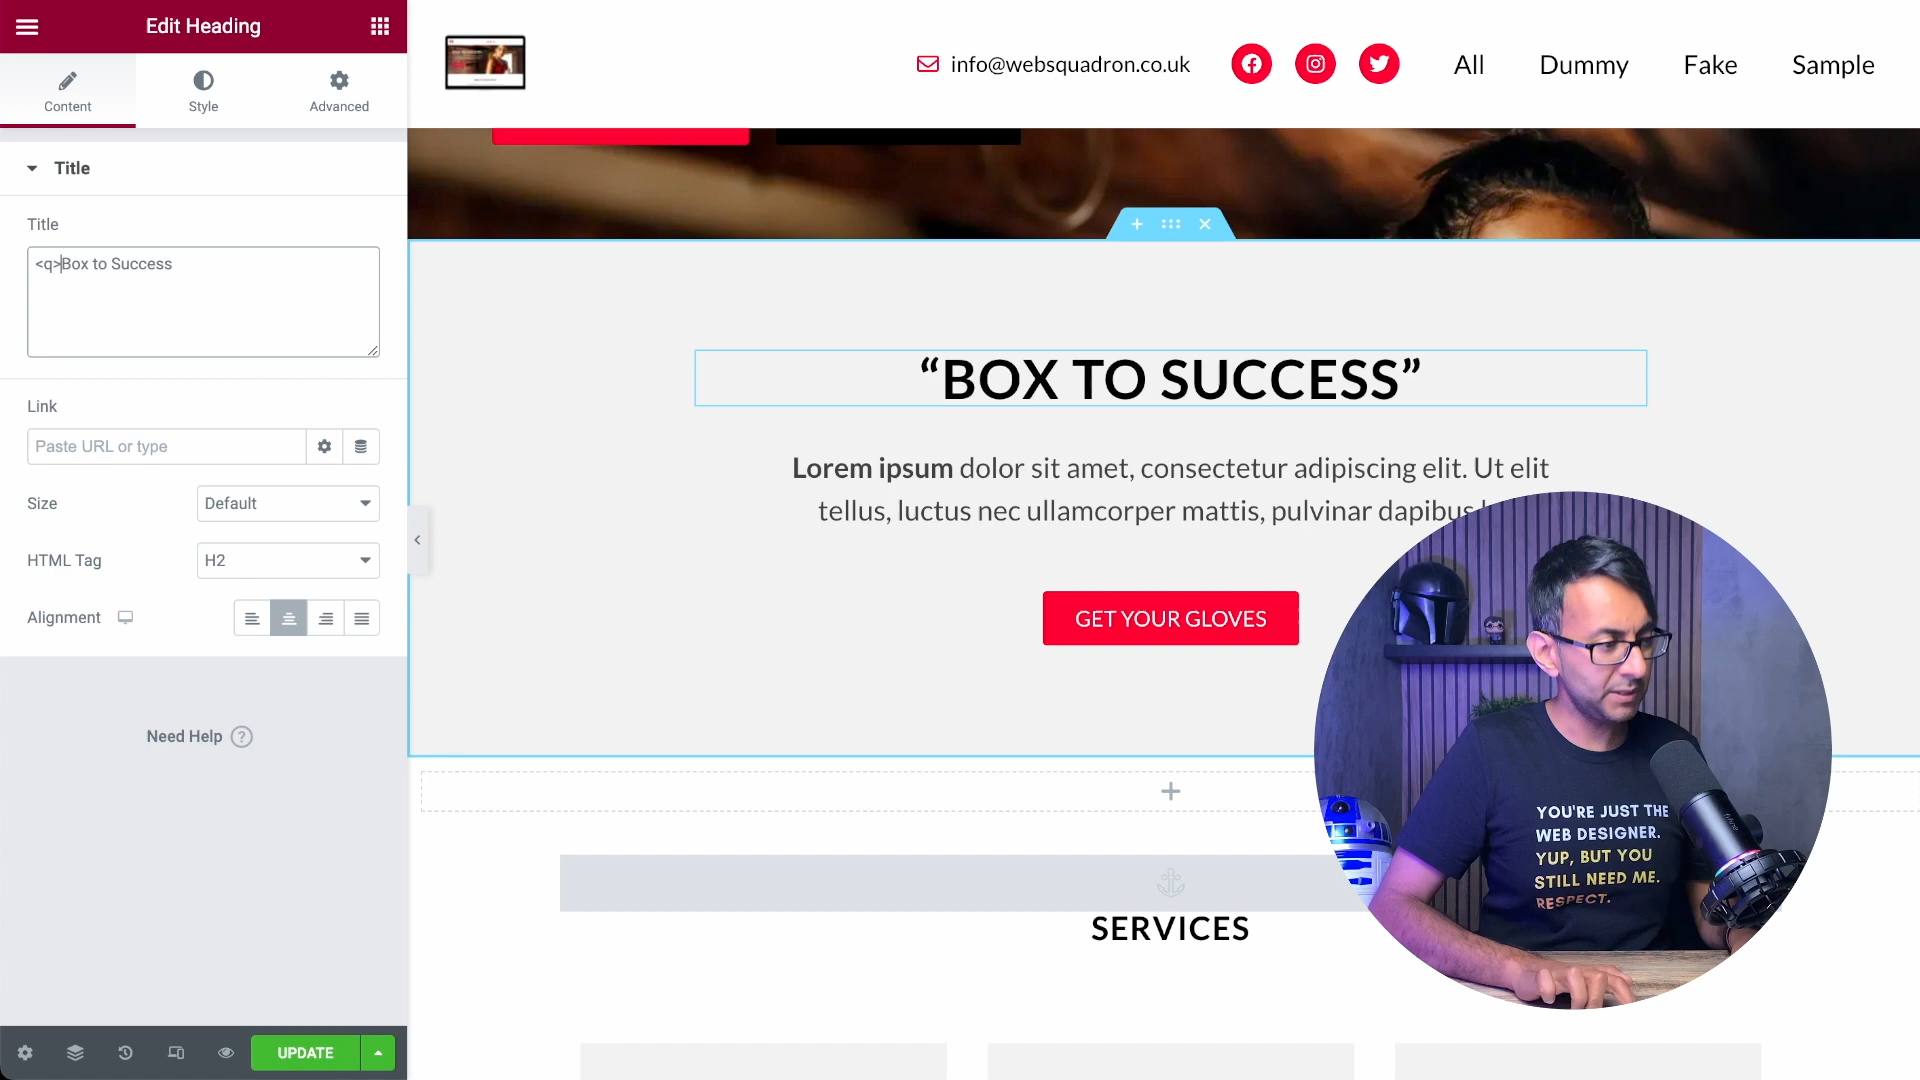 Edit Heading
Content
Style
Advanced
Title
Title
<q>Box to Success
Link
Paste URL or type
Size
Default
HTML Tag
H2
Alignment
Need Help ?
UPDATE
info@websquadron.co.uk
All
Dummy
Fake
Sample
“BOX TO SUCCESS”
Lorem ipsum dolor sit amet, consectetur adipiscing elit. Ut elit
tellus, luctus nec ullamcorper mattis, pulvinar dapibus
GET YOUR GLOVES
SERVICES
YOU'RE JUST THE
WEB DESIGNER.
YUP, BUT YOU
STILL NEED ME.
RESPECT.